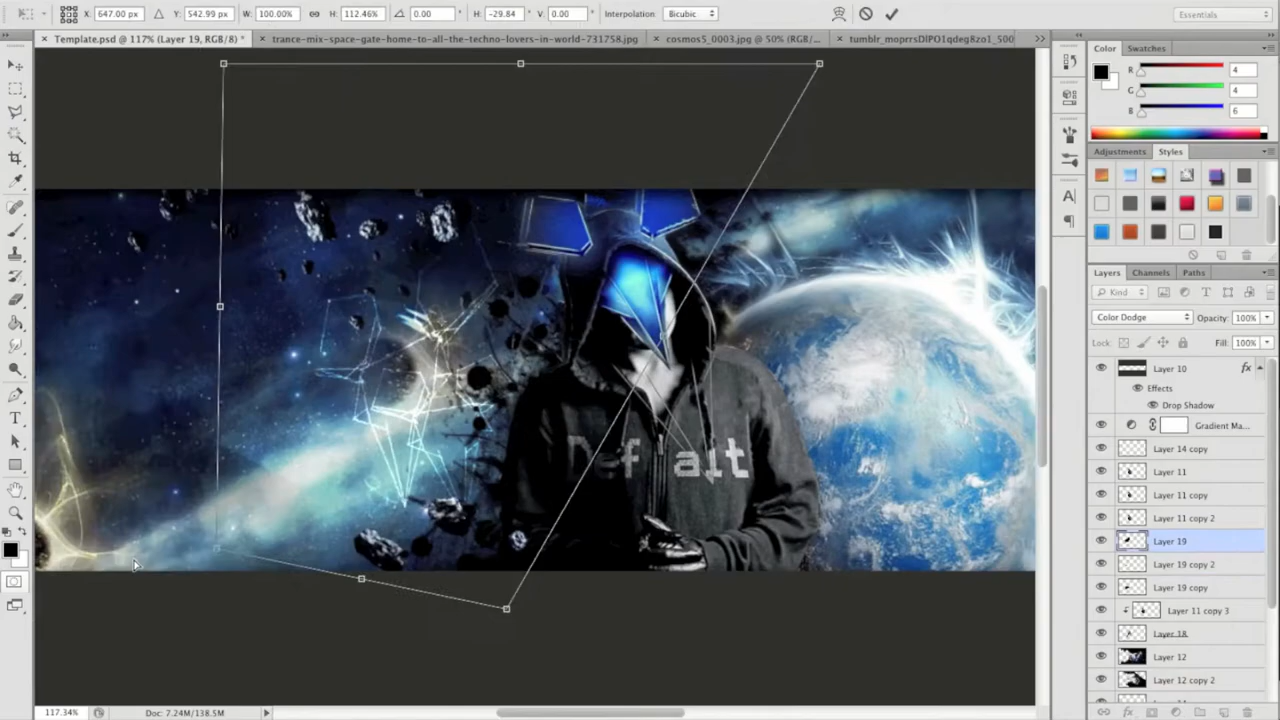 X: 647.00 px Y: 542.99 px W: 100.00% H: 112.46% 0.00 ° H: -29.84 V: 0.00 ° Interpolation: Bicubic Essentials
Template.psd @ 117% (Layer 19, RGB/8) * trance-mix-space-gate-home-to-all-the-techno-lovers-in-world-731758.jpg cosmos5_0003.jpg @ 50% (RGB/... tumblr_moprrsDIPO1qdeg8zo1_500
Color Swatches
R 4
G 4
B 6
Adjustments Styles
Layers Channels Paths
Kind
Color Dodge Opacity: 100%
Lock: Fill: 100%
Layer 10 fx
Effects
Drop Shadow
Gradient Ma...
Layer 14 copy
Layer 11
Layer 11 copy
Layer 11 copy 2
Layer 19
Layer 19 copy 2
Layer 19 copy
Layer 11 copy 3
Layer 18
Layer 12
Layer 12 copy 2
Def alt
117.34% Doc: 7.24M/138.5M